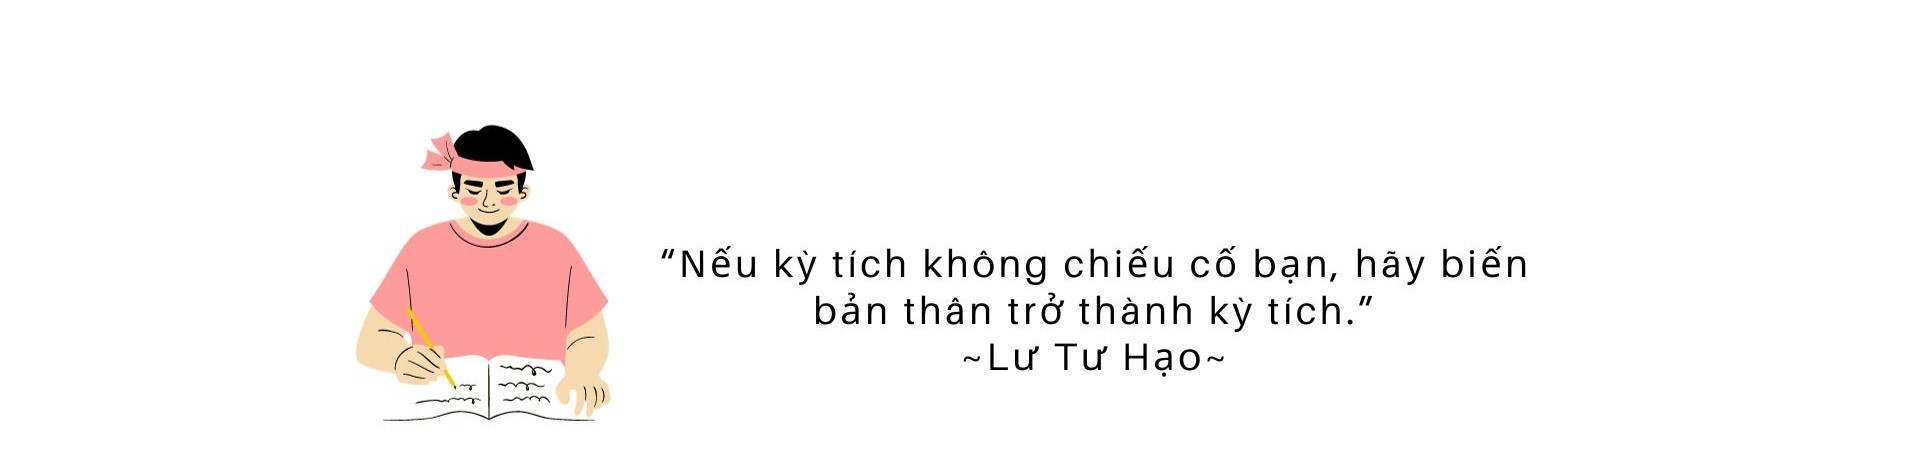 “Nếu kỳ tích không chiếu cố bạn, hãy biến
bản thân trở thành kỳ tích.”
~Lư Tư Hạo~